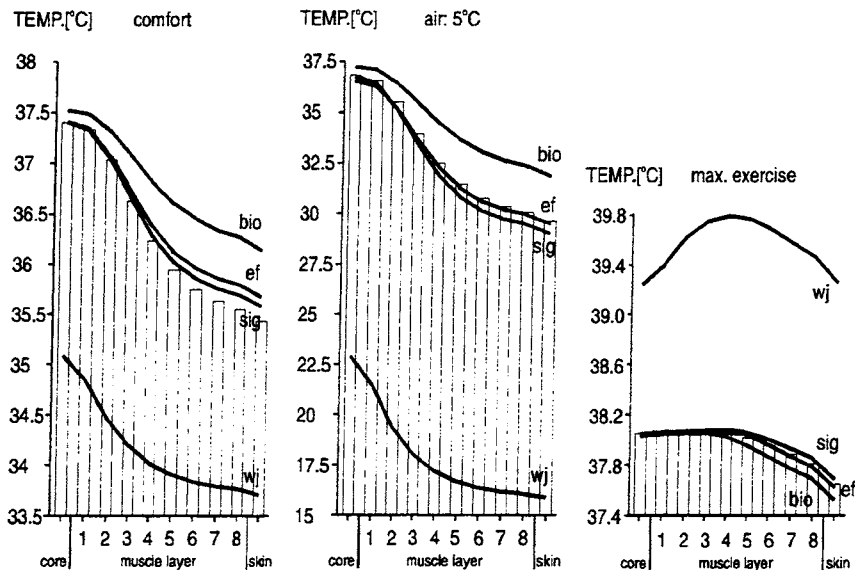 TEMP.[°C] comfort
38
37.5
37
36.5
36
35.5
35
34.5
34
33.5
bio
ef
sig
wj
1 2 3 4 5 6 7 8
core muscle layer skin
TEMP.[°C] air: 5°C
37.5
35
32.5
30
27.5
25
22.5
20
17.5
15
bio
ef
sig
wj
1 2 3 4 5 6 7 8
core muscle layer skin
TEMP.[°C] max. exercise
39.8
39.4
39.0
38.6
38.2
37.8
37.4
wj
sig
ef
bio
1 2 3 4 5 6 7 8
core muscle layer skin